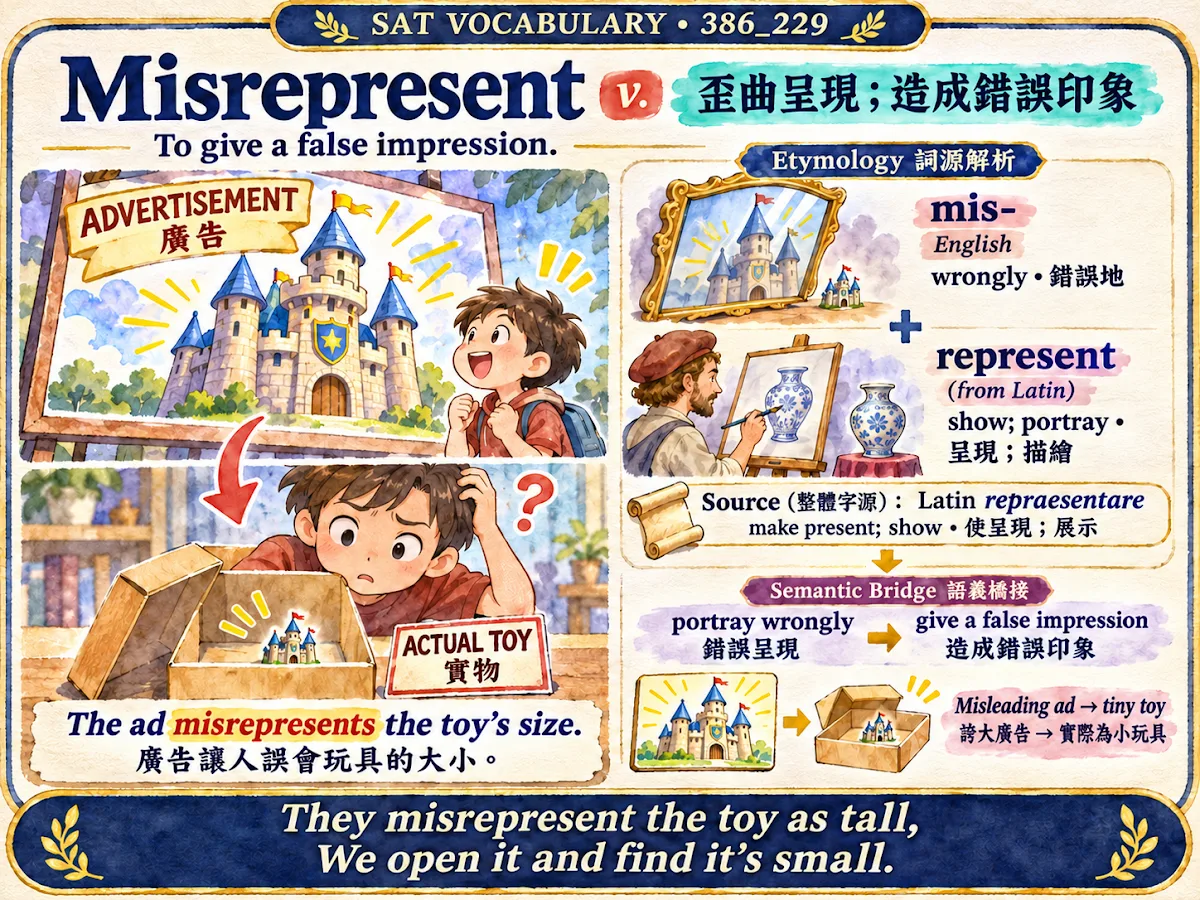 SAT VOCABULARY • 386_229
Misrepresent v. 歪曲呈現；造成錯誤印象
To give a false impression.
ADVERTISEMENT
廣告
ACTUAL TOY
實物
The ad misrepresents the toy's size.
廣告讓人誤會玩具的大小。
Etymology 詞源解析
mis-
English
wrongly • 錯誤地
+
represent
(from Latin)
show; portray •
呈現；描繪
Source (整體字源)： Latin repraesentare
make present; show • 使呈現；展示
Semantic Bridge 語義橋接
portray wrongly → give a false impression
錯誤呈現 造成錯誤印象
Misleading ad → tiny toy
誇大廣告 → 實際為小玩具
They misrepresent the toy as tall,
We open it and find it's small.